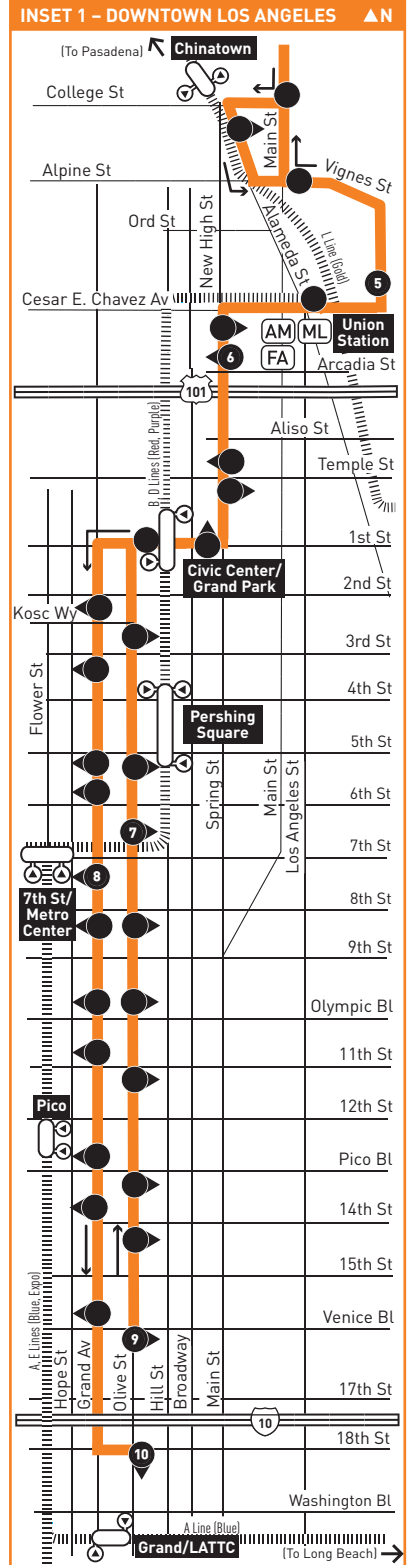 INSET 1 – DOWNTOWN LOS ANGELES ▲N
(To Pasadena)
Chinatown
College St
Main St
Alpine St
Vignes St
Ord St
New High St
Alameda St
L Line (Gold)
5
Cesar E. Chavez Av
Union
Station
AM
ML
FA
6
Arcadia St
101
Aliso St
B, D Lines (Red, Purple)
Temple St
1st St
Civic Center/
Grand Park
2nd St
Kosc Wy
3rd St
Flower St
4th St
Pershing
Square
5th St
Spring St
Main St
Los Angeles St
6th St
7
7th St
8
7th St/
Metro
Center
8th St
9th St
Olympic Bl
11th St
Pico
12th St
Pico Bl
14th St
15th St
A, E Lines (Blue, Expo)
Venice Bl
9
Hope St
Grand Av
Olive St
Hill St
Broadway
Main St
17th St
10
18th St
10
Washington Bl
A Line (Blue)
Grand/LATTC
(To Long Beach)